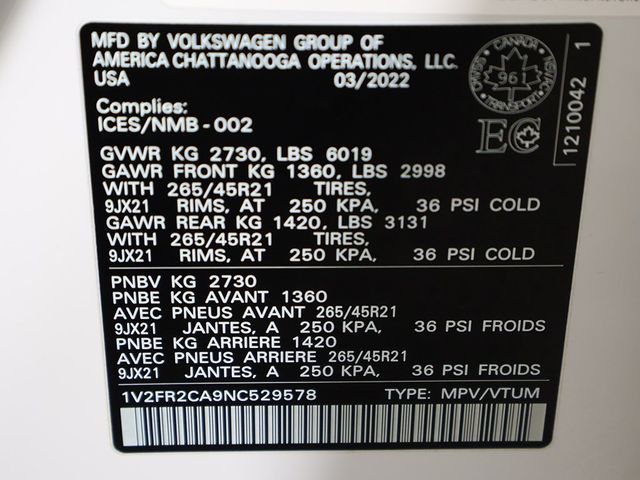 MFD BY VOLKSWAGEN GROUP OF
AMERICA CHATTANOOGA OPERATIONS, LLC.
USA 03/2022
Complies:
ICES/NMB-002
CANADA
961
TRANSPORT
EC
1210042 1
GVWR KG 2730, LBS 6019
GAWR FRONT KG 1360, LBS 2998
WITH 265/45R21 TIRES,
9JX21 RIMS, AT 250 KPA, 36 PSI COLD
GAWR REAR KG 1420, LBS 3131
WITH 265/45R21 TIRES,
9JX21 RIMS, AT 250 KPA, 36 PSI COLD
PNBV KG 2730
PNBE KG AVANT 1360
AVEC PNEUS AVANT 265/45R21
9JX21 JANTES, A 250 KPA, 36 PSI FROIDS
PNBE KG ARRIERE 1420
AVEC PNEUS ARRIERE 265/45R21
9JX21 JANTES, A 250 KPA, 36 PSI FROIDS
1V2FR2CA9NC529578 TYPE: MPV/VTUM